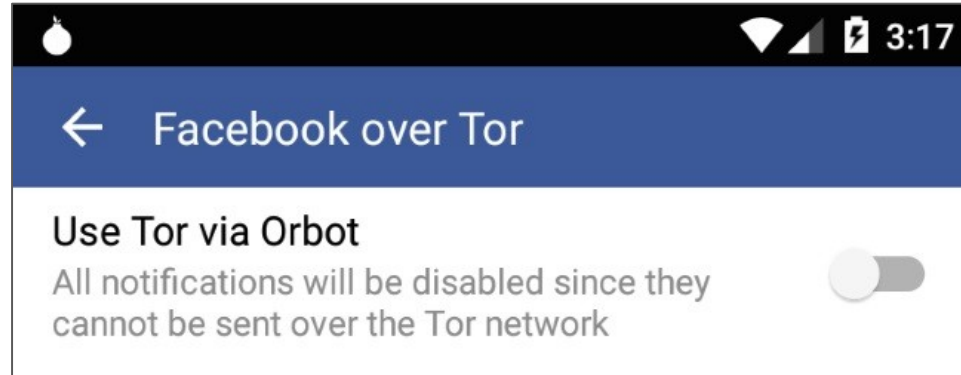 3:17
Facebook over Tor
Use Tor via Orbot
All notifications will be disabled since they
cannot be sent over the Tor network